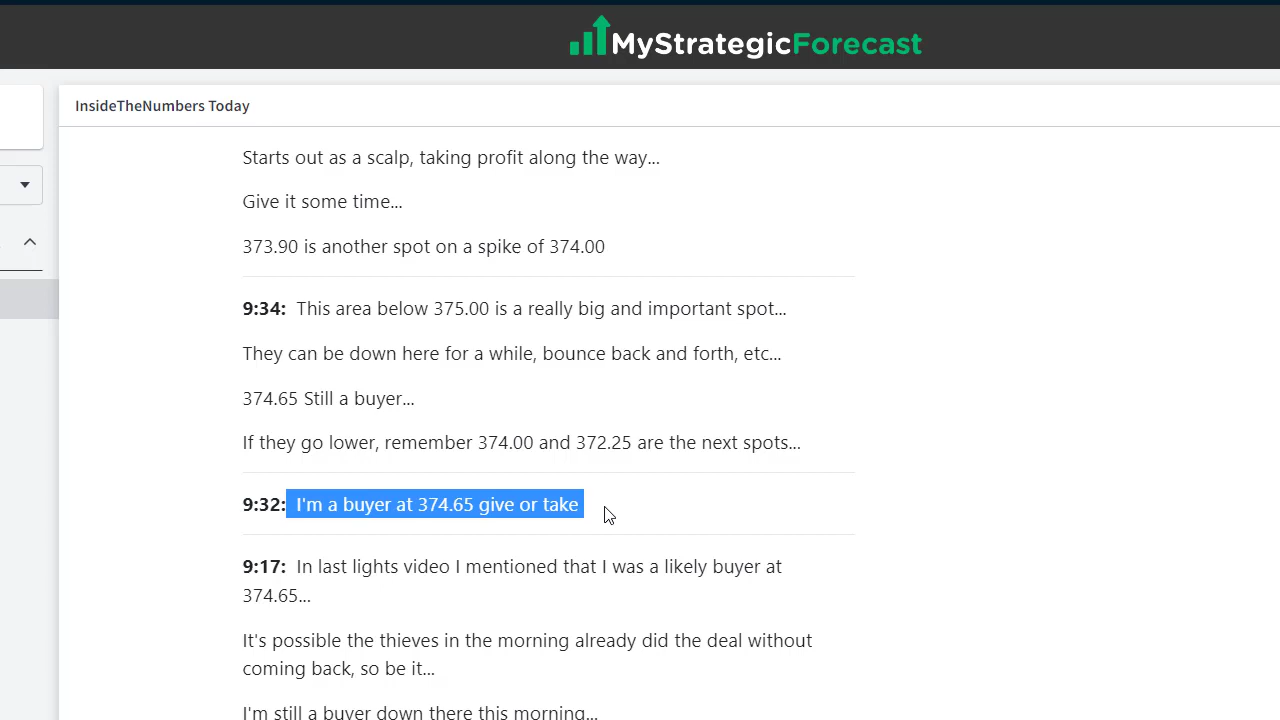 MyStrategicForecast
InsideTheNumbers Today
Starts out as a scalp, taking profit along the way...
Give it some time...
373.90 is another spot on a spike of 374.00
9:34: This area below 375.00 is a really big and important spot...
They can be down here for a while, bounce back and forth, etc...
374.65 Still a buyer...
If they go lower, remember 374.00 and 372.25 are the next spots...
9:32: I'm a buyer at 374.65 give or take
9:17: In last lights video I mentioned that I was a likely buyer at
374.65...
It's possible the thieves in the morning already did the deal without
coming back, so be it...
I'm still a buyer down there this morning...